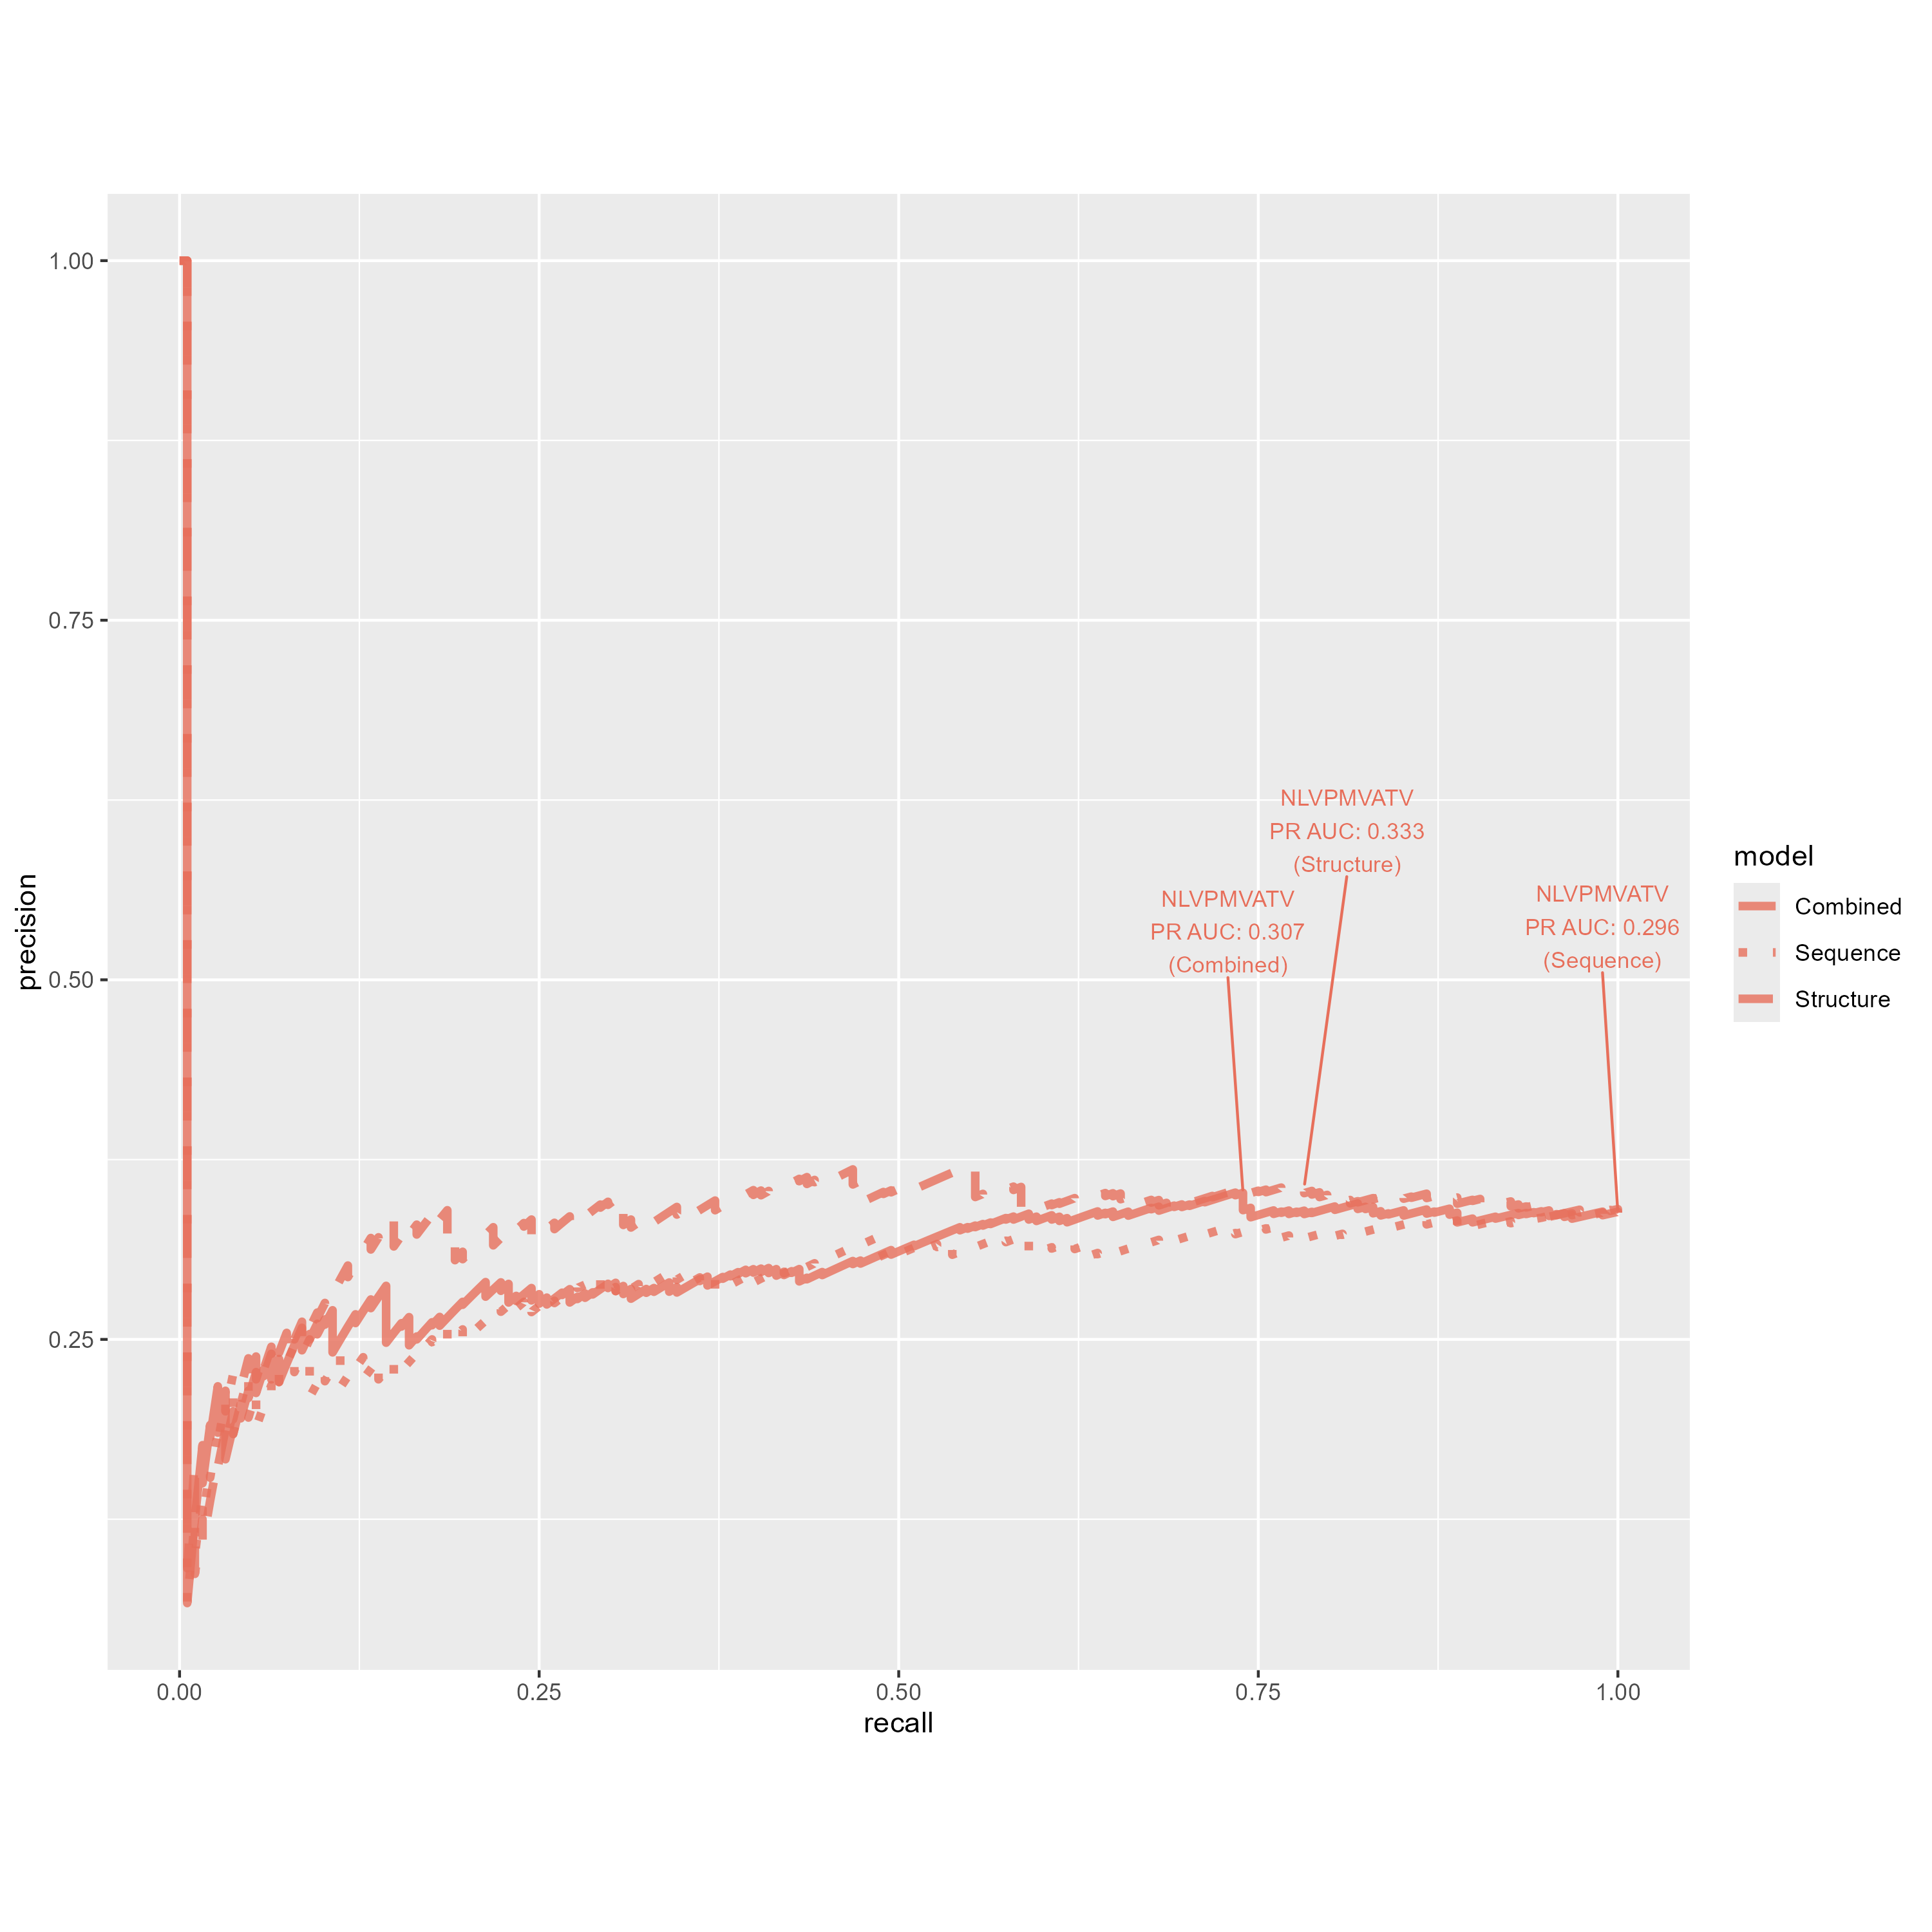 1.00
0.75
0.50
0.25
precision
0.00
0.25
0.50
0.75
1.00
recall
NLVPMVATV
PR AUC: 0.333
(Structure)
NLVPMVATV
PR AUC: 0.307
(Combined)
NLVPMVATV
PR AUC: 0.296
(Sequence)
model
Combined
Sequence
Structure